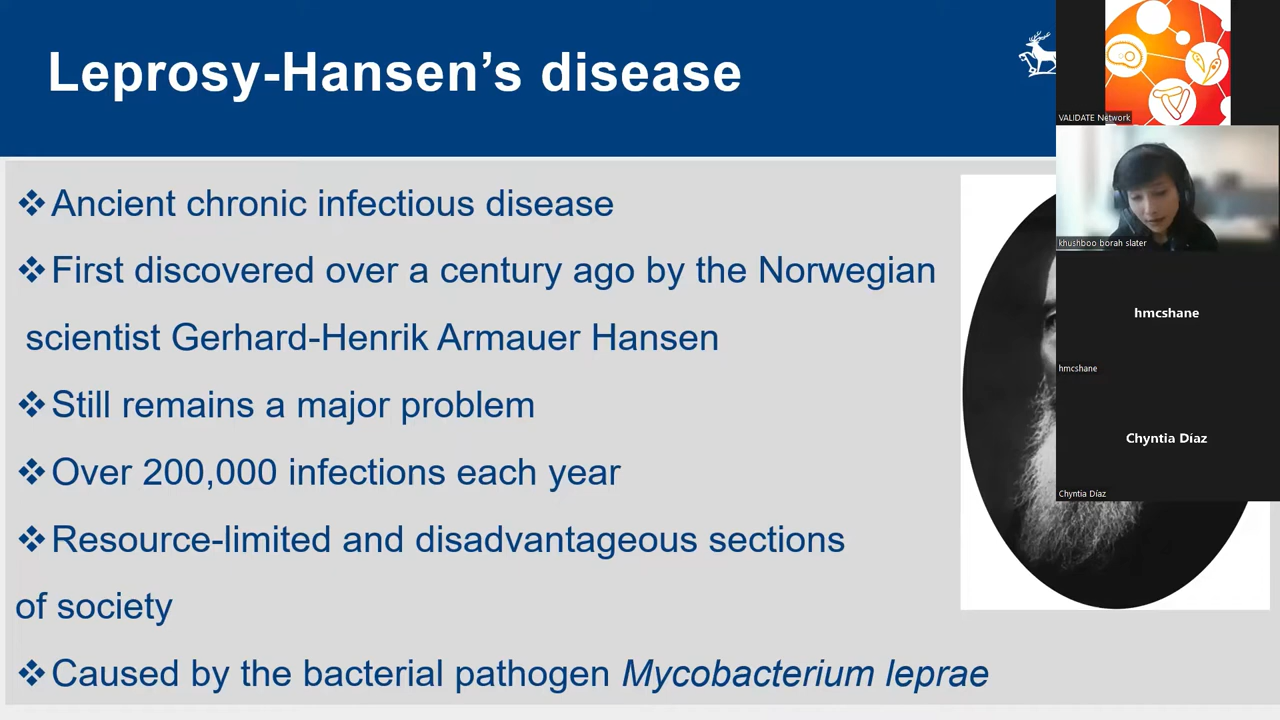 Leprosy-Hansen’s disease
❖Ancient chronic infectious disease
❖First discovered over a century ago by the Norwegian
scientist Gerhard-Henrik Armauer Hansen
❖Still remains a major problem
❖Over 200,000 infections each year
❖Resource-limited and disadvantageous sections
of society
❖Caused by the bacterial pathogen Mycobacterium leprae
VALIDATE Network
khushboo borah slater
hmcshane
hmcshane
Chyntia Díaz
Chyntia Díaz